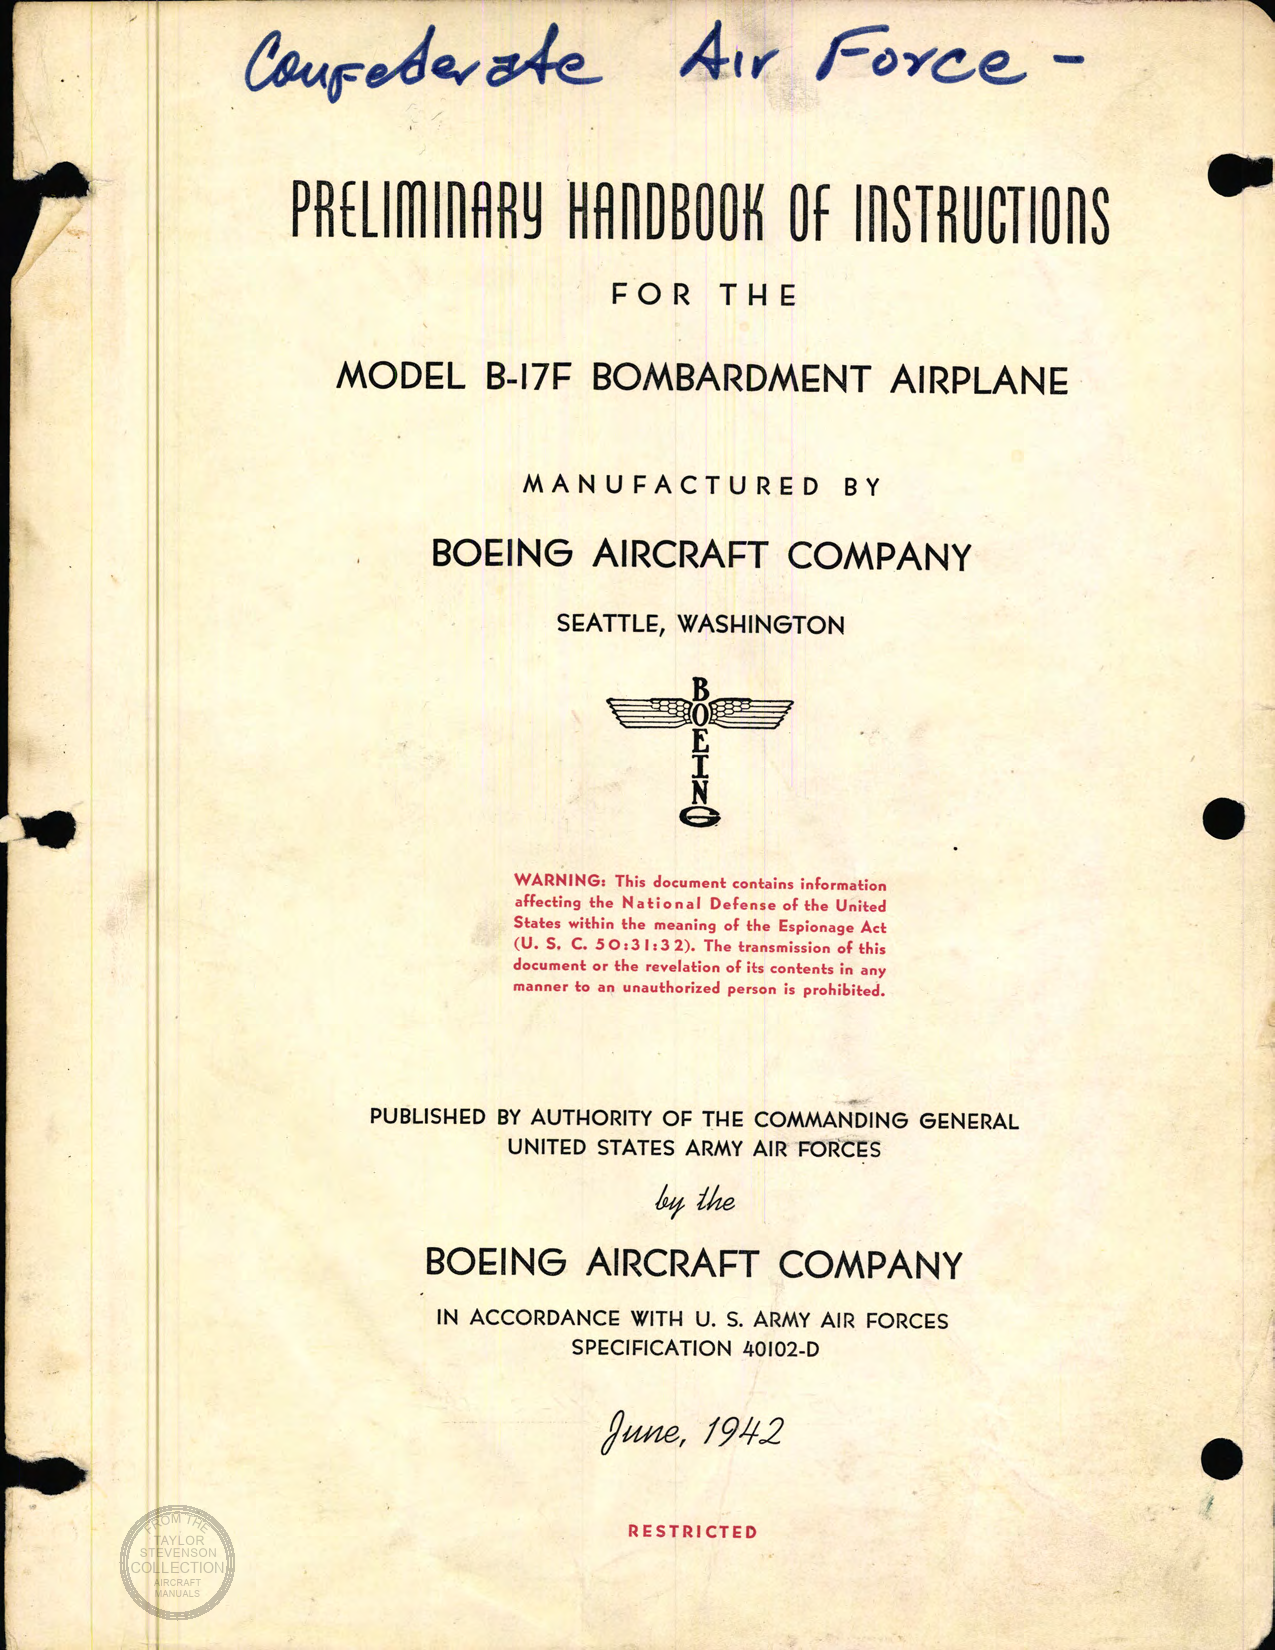 Confederate Air Force -
PRELIMINARY HANDBOOK OF INSTRUCTIONS
FOR THE
MODEL B-17F BOMBARDMENT AIRPLANE
MANUFACTURED BY
BOEING AIRCRAFT COMPANY
SEATTLE, WASHINGTON
BOEING
WARNING: This document contains information
affecting the National Defense of the United
States within the meaning of the Espionage Act
(U. S. C. 50:31:32). The transmission of this
document or the revelation of its contents in any
manner to an unauthorized person is prohibited.
PUBLISHED BY AUTHORITY OF THE COMMANDING GENERAL
UNITED STATES ARMY AIR FORCES
by the
BOEING AIRCRAFT COMPANY
IN ACCORDANCE WITH U. S. ARMY AIR FORCES
SPECIFICATION 40102-D
June, 1942
RESTRICTED
FROM THE
TAYLOR
STEVENSON
COLLECTION
AIRCRAFT
MANUALS